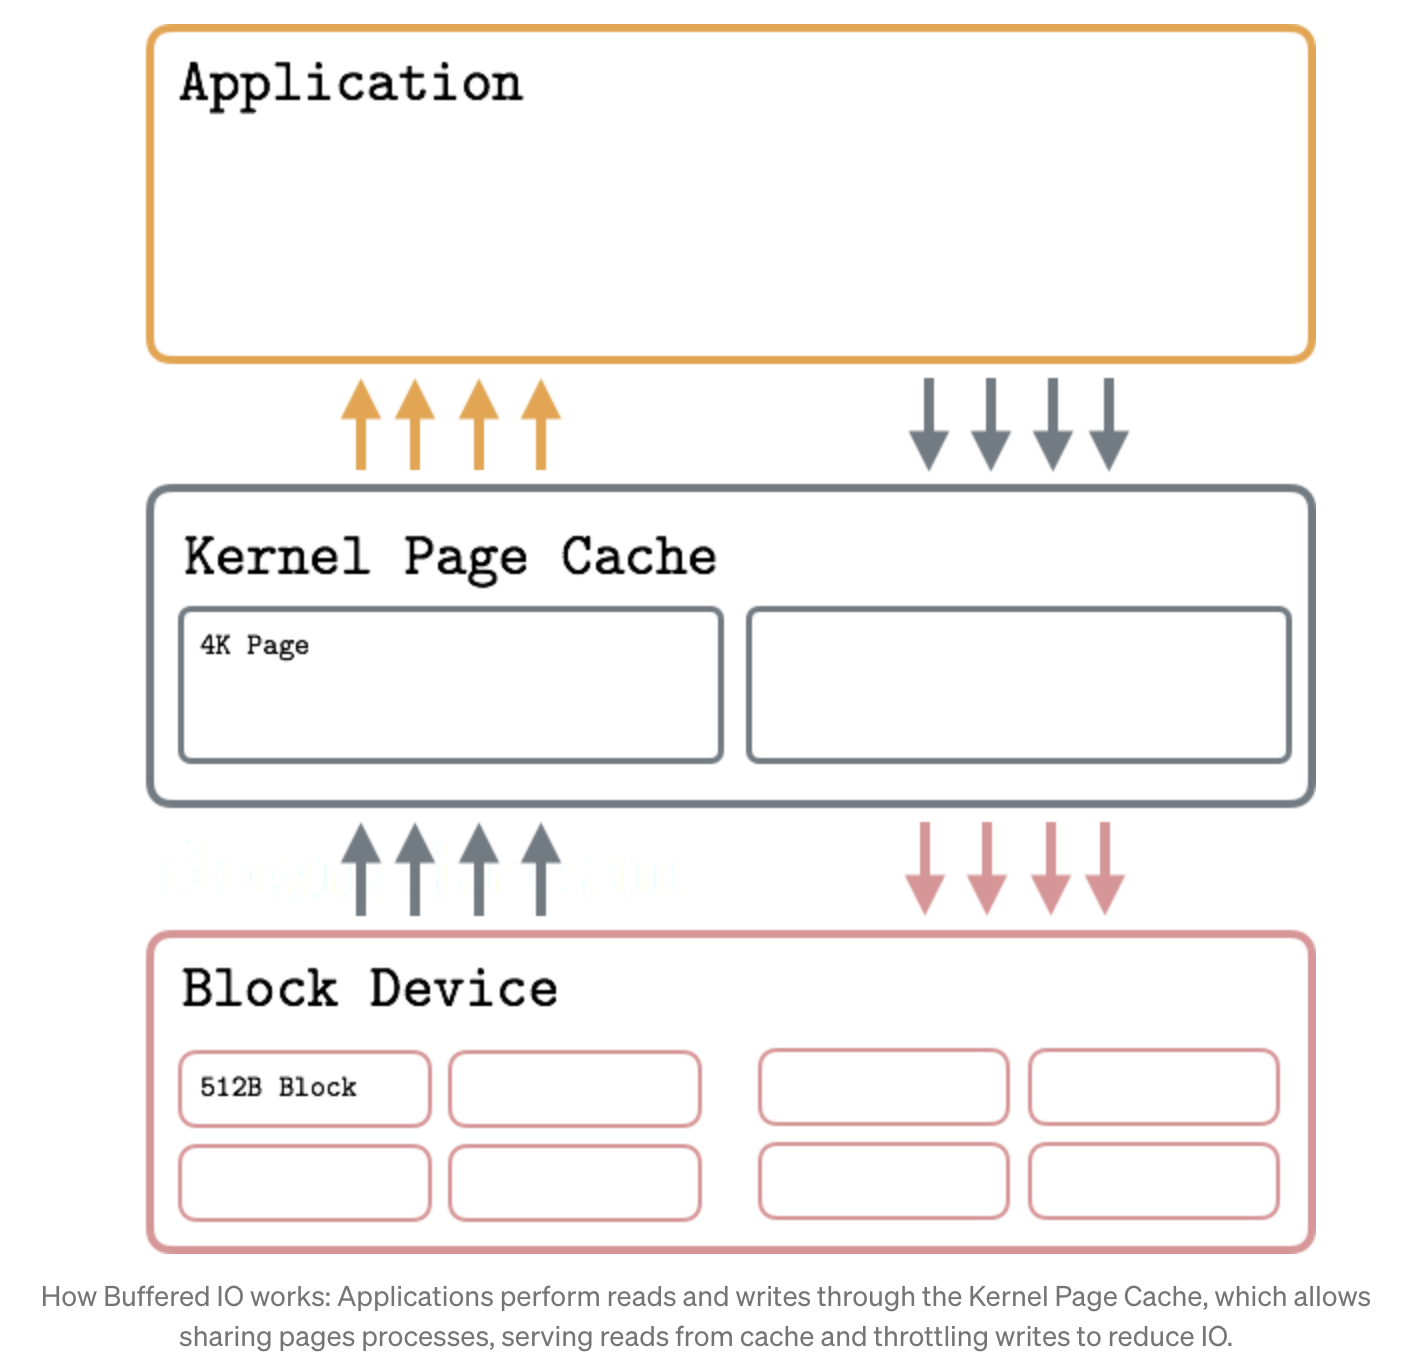 Application
Kernel Page Cache
4K Page
Block Device
512B Block
How Buffered IO works: Applications perform reads and writes through the Kernel Page Cache, which allows
sharing pages processes, serving reads from cache and throttling writes to reduce IO.